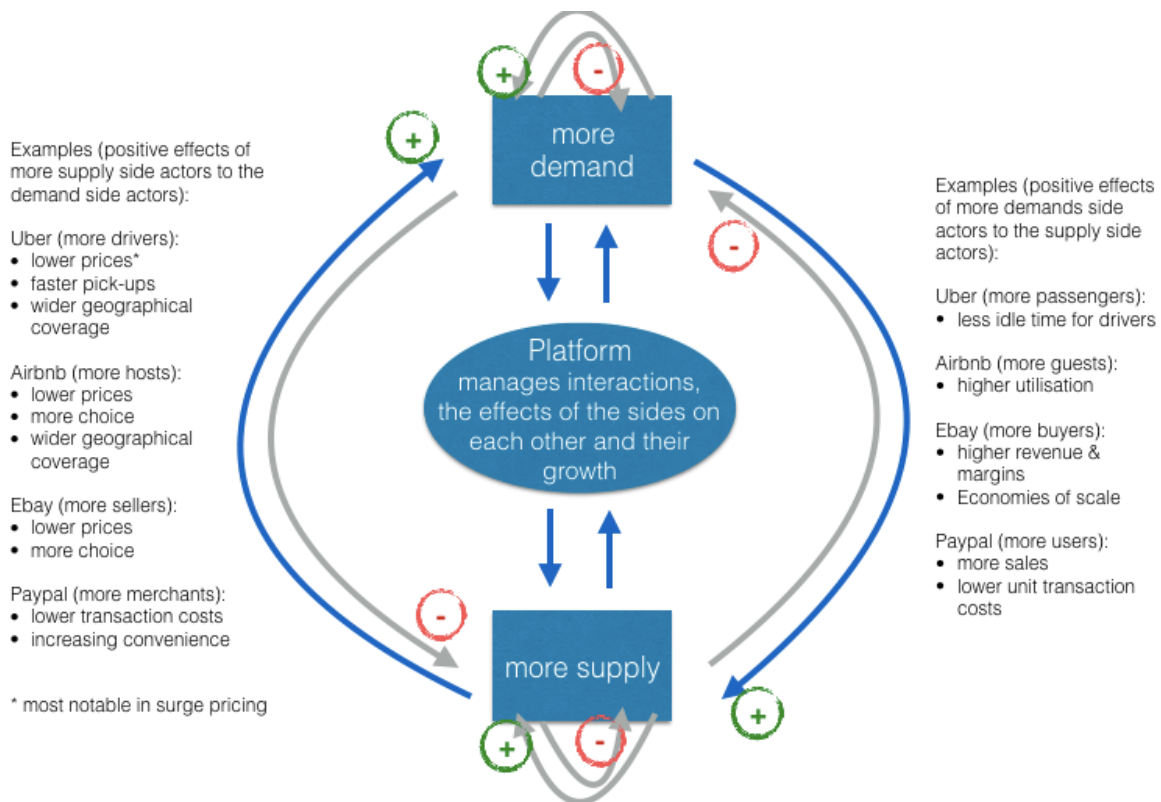 +
-
+
more
demand
-
Examples (positive effects of
more supply side actors to the
demand side actors):
Uber (more drivers):
• lower prices*
• faster pick-ups
• wider geographical
coverage
Airbnb (more hosts):
• lower prices
• more choice
• wider geographical
coverage
Ebay (more sellers):
• lower prices
• more choice
Paypal (more merchants):
• lower transaction costs
• increasing convenience
* most notable in surge pricing
Platform
manages interactions,
the effects of the sides on
each other and their
growth
Examples (positive effects
of more demands side
actors to the supply side
actors):
Uber (more passengers):
• less idle time for drivers
Airbnb (more guests):
• higher utilisation
Ebay (more buyers):
• higher revenue &
margins
• Economies of scale
Paypal (more users):
• more sales
• lower unit transaction
costs
-
more supply
+
+
-